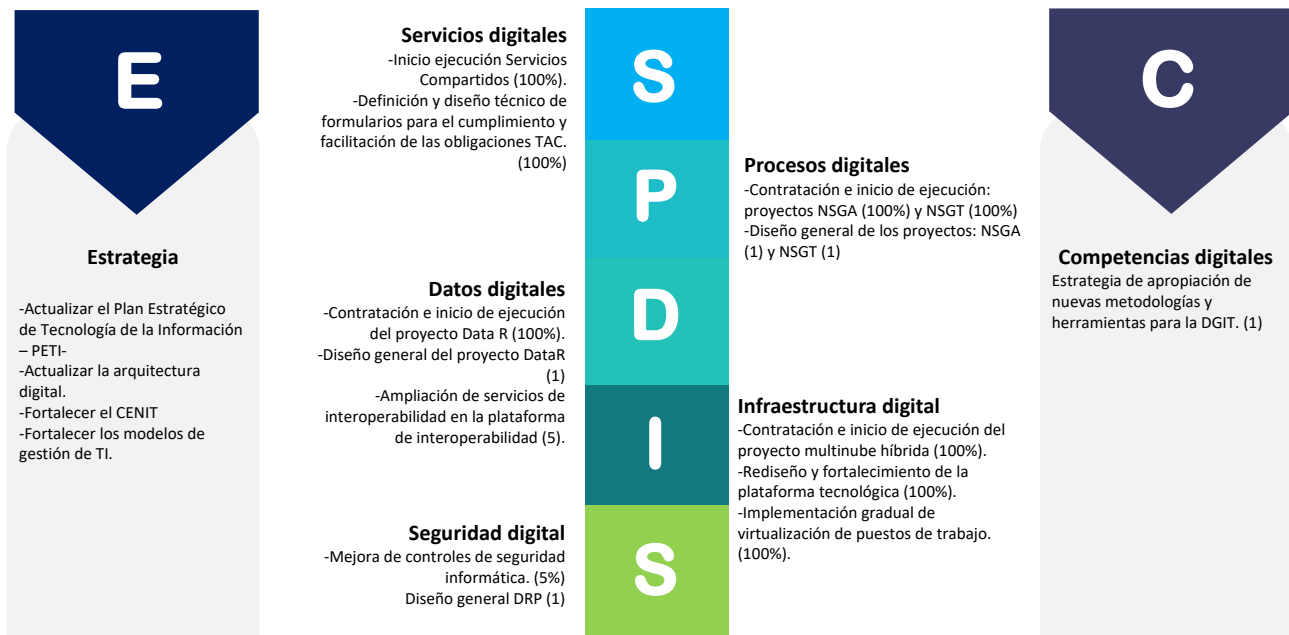 E
Estrategia
-Actualizar el Plan Estratégico
de Tecnología de la Información
– PETI-
-Actualizar la arquitectura
digital.
-Fortalecer el CENIT
-Fortalecer los modelos de
gestión de TI.
S
Servicios digitales
-Inicio ejecución Servicios
Compartidos (100%).
-Definición y diseño técnico de
formularios para el cumplimiento y
facilitación de las obligaciones TAC.
(100%)
P
Procesos digitales
-Contratación e inicio de ejecución:
proyectos NSGA (100%) y NSGT (100%)
-Diseño general de los proyectos: NSGA
(1) y NSGT (1)
D
Datos digitales
-Contratación e inicio de ejecución
del proyecto Data R (100%).
-Diseño general del proyecto DataR
(1)
-Ampliación de servicios de
interoperabilidad en la plataforma
de interoperabilidad (5).
I
Infraestructura digital
-Contratación e inicio de ejecución del
proyecto multinube híbrida (100%).
-Rediseño y fortalecimiento de la
plataforma tecnológica (100%).
-Implementación gradual de
virtualización de puestos de trabajo.
(100%).
S
Seguridad digital
-Mejora de controles de seguridad
informática. (5%)
Diseño general DRP (1)
C
Competencias digitales
Estrategia de apropiación de
nuevas metodologías y
herramientas para la DGIT. (1)